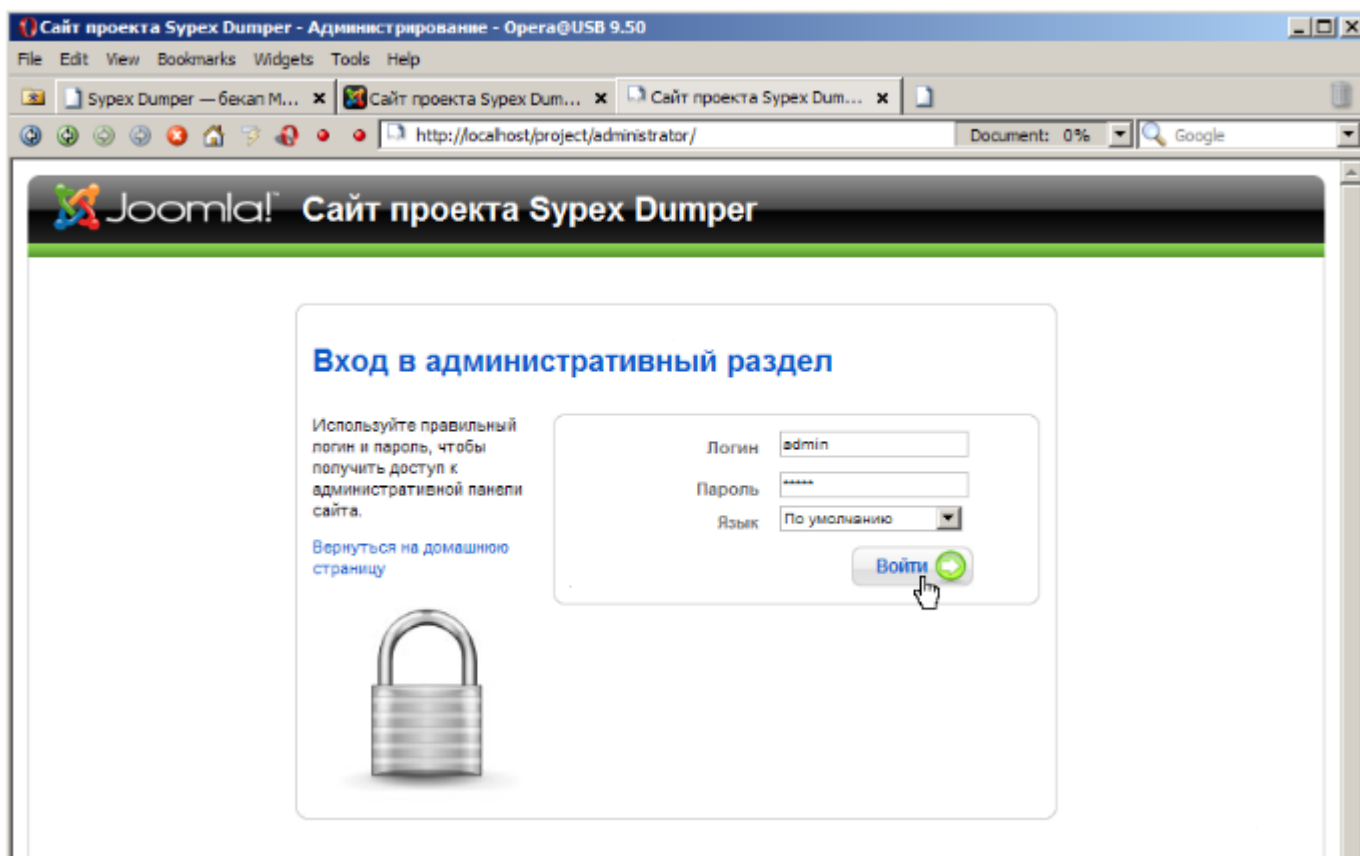 Сайт проекта Sypex Dumper - Администрирование - Opera@USB 9.50
File Edit View Bookmarks Widgets Tools Help
Sypex Dumper — бекап M... Сайт проекта Sypex Dum... Сайт проекта Sypex Dum...
http://localhost/project/administrator/ Document: 0% Google
Joomla!™ Сайт проекта Sypex Dumper
Вход в административный раздел
Используйте правильный
логин и пароль, чтобы
получить доступ к
административной панели
сайта.
Вернуться на домашнюю
страницу
Логин admin
Пароль *****
Язык По умолчанию
Войти